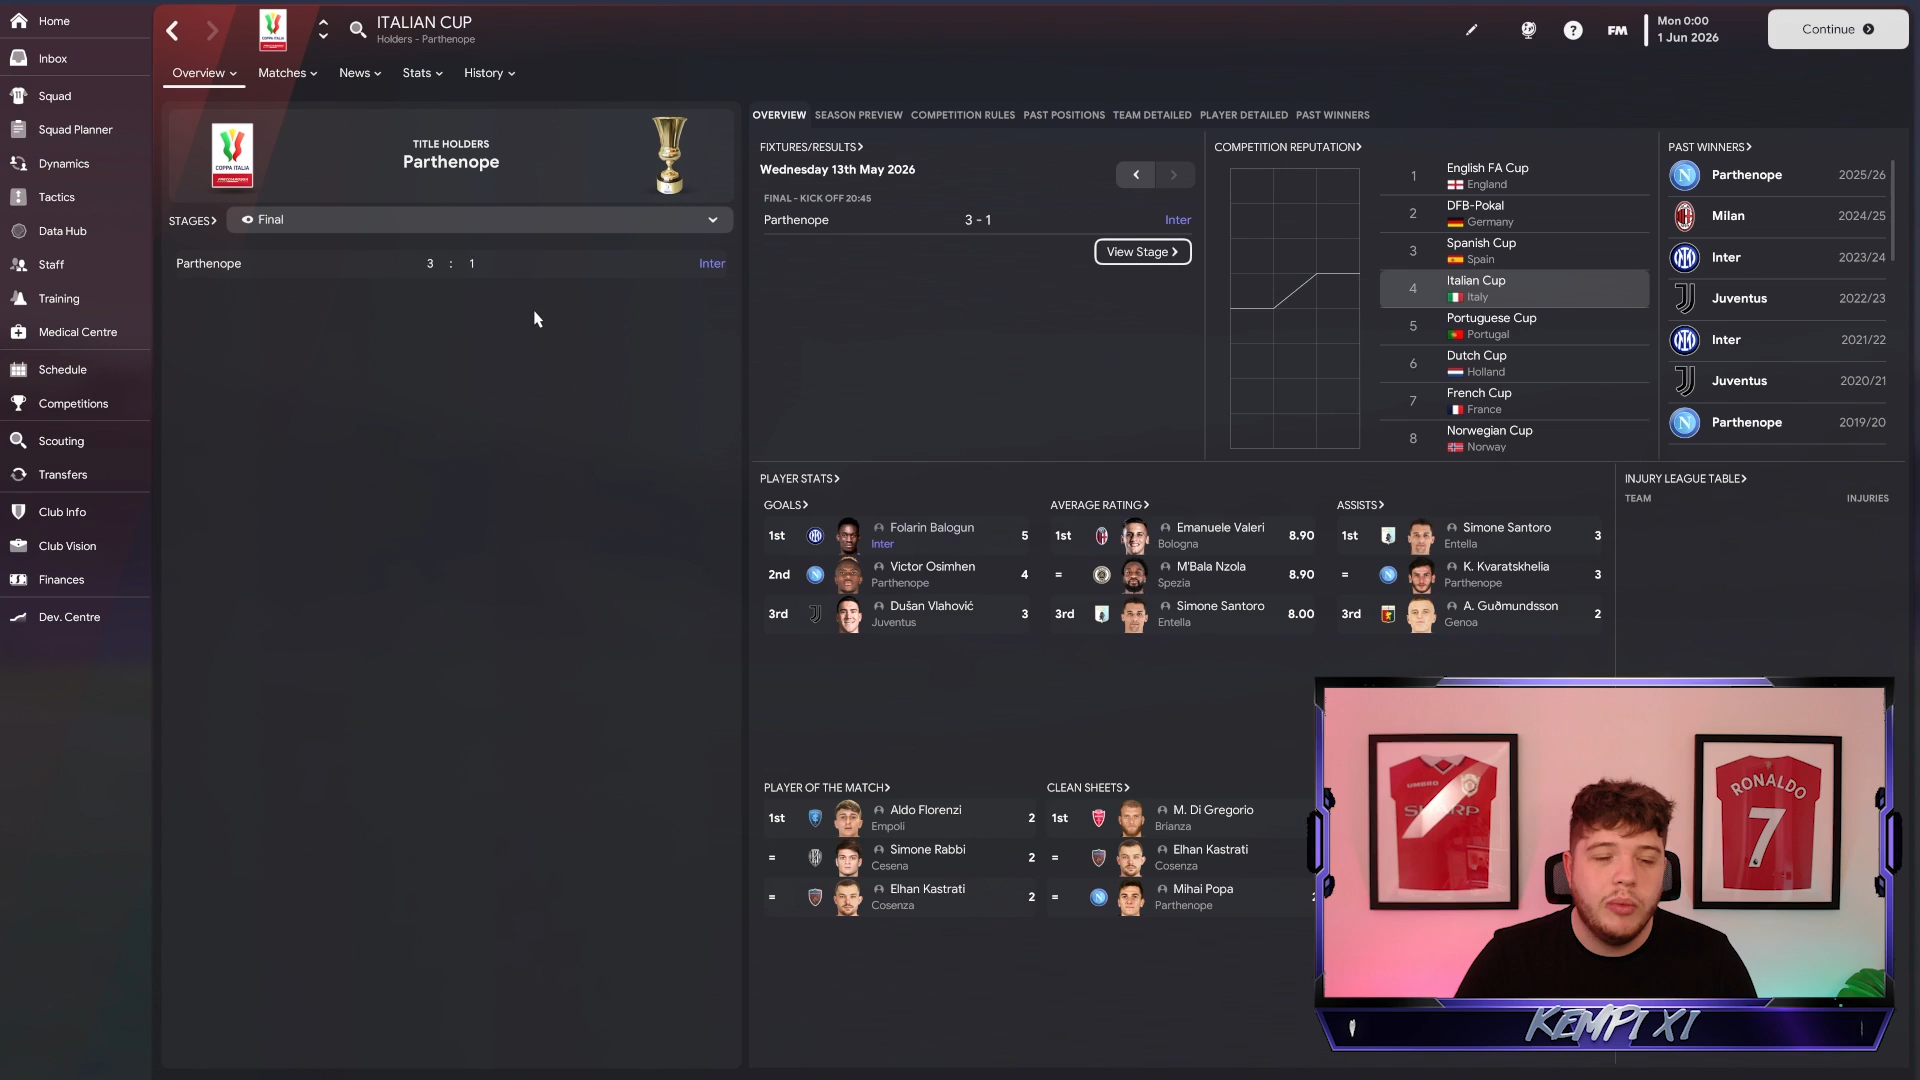 Home
Inbox
Squad
Squad Planner
Dynamics
Tactics
Data Hub
Staff
Training
Medical Centre
Schedule
Competitions
Scouting
Transfers
Club Info
Club Vision
Finances
Dev. Centre
COPPA ITALIA
ITALIAN CUP
Holders - Parthenope
FM
Mon 0:00
1 Jun 2026
Continue
Overview
Matches
News
Stats
History
COPPA ITALIA
TITLE HOLDERS
Parthenope
STAGES
Final
Parthenope 3 : 1 Inter
OVERVIEW SEASON PREVIEW COMPETITION RULES PAST POSITIONS TEAM DETAILED PLAYER DETAILED PAST WINNERS
FIXTURES/RESULTS
Wednesday 13th May 2026
FINAL - KICK OFF 20:45
Parthenope 3 - 1 Inter
View Stage
COMPETITION REPUTATION
1 English FA Cup
England
2 DFB-Pokal
Germany
3 Spanish Cup
Spain
4 Italian Cup
Italy
5 Portuguese Cup
Portugal
6 Dutch Cup
Holland
7 French Cup
France
8 Norwegian Cup
Norway
PAST WINNERS
Parthenope 2025/26
Milan 2024/25
Inter 2023/24
Juventus 2022/23
Inter 2021/22
Juventus 2020/21
Parthenope 2019/20
PLAYER STATS
GOALS
1st Folarin Balogun 5
Inter
2nd Victor Osimhen 4
Parthenope
3rd Dušan Vlahović 3
Juventus
AVERAGE RATING
1st Emanuele Valeri 8.90
Bologna
= M'Bala Nzola 8.90
Spezia
3rd Simone Santoro 8.00
Entella
ASSISTS
1st Simone Santoro 3
Entella
= K. Kvaratskhelia 3
Parthenope
3rd A. Guðmundsson 2
Genoa
INJURY LEAGUE TABLE
TEAM INJURIES
PLAYER OF THE MATCH
1st Aldo Florenzi 2
Empoli
= Simone Rabbi 2
Cesena
= Elhan Kastrati 2
Cosenza
CLEAN SHEETS
1st M. Di Gregorio
Brianza
= Elhan Kastrati
Cosenza
= Mihai Popa
Parthenope
UMBRO
SHARP
RONALDO
7
KEMPI XI